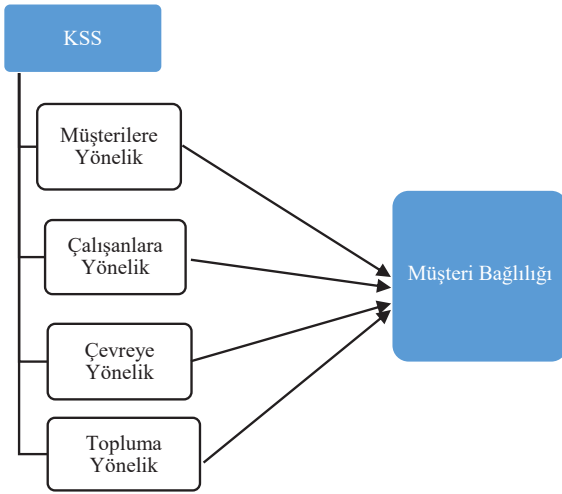 KSS
Müşterilere
Yönelik
Çalışanlara
Yönelik
Müşteri Bağlılığı
Çevreye
Yönelik
Topluma
Yönelik